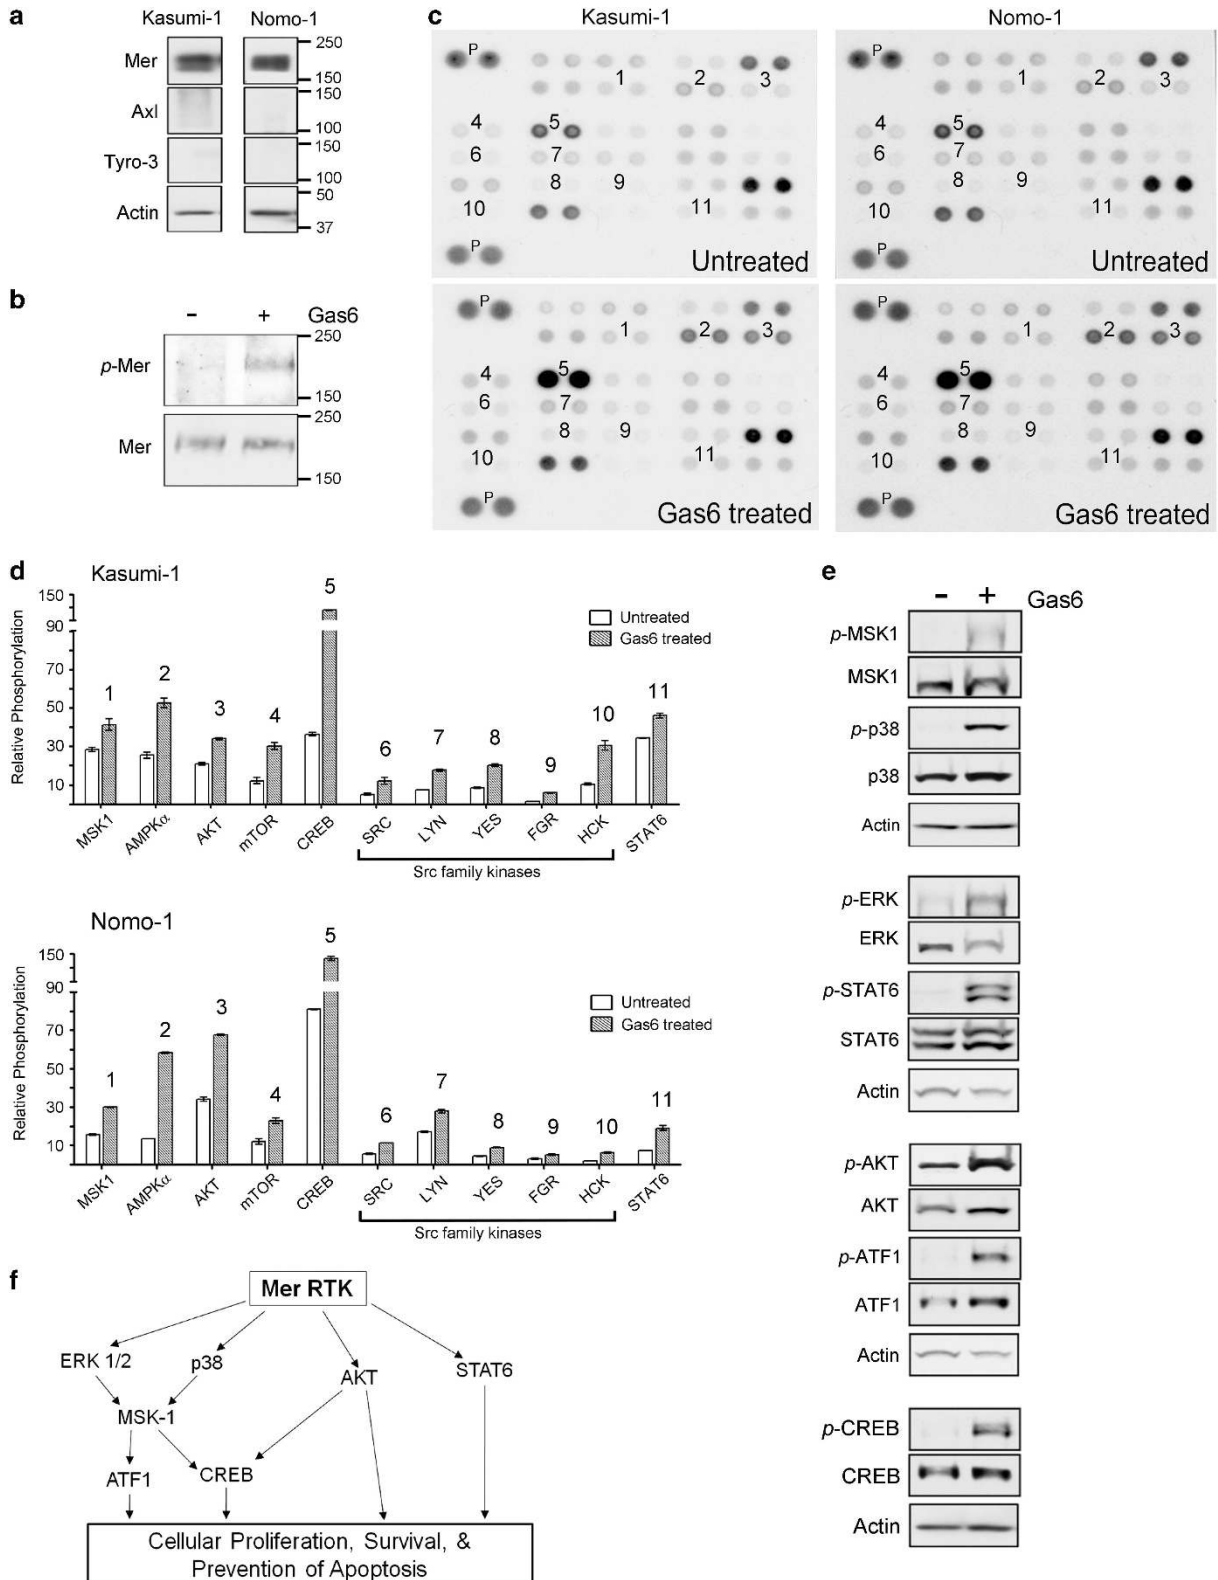 a
Kasumi-1 Nomo-1
Mer
Axl
Tyro-3
Actin
250
150
150
100
150
100
50
37
b
- + Gas6
p-Mer
Mer
250
150
250
150
c
Kasumi-1 Nomo-1
P
1 2 3
4 5
6 7
8 9
10 11
P
Untreated
P
1 2 3
4 5
6 7
8 9
10 11
P
Untreated
P
1 2 3
4 5
6 7
8 9
10 11
P
Gas6 treated
P
1 2 3
4 5
6 7
8 9
10 11
P
Gas6 treated
d
Kasumi-1
Relative Phosphorylation
150
90
70
50
30
10
1 2 3 4 5 6 7 8 9 10 11
Untreated
Gas6 treated
MSK1 AMPKα AKT mTOR CREB SRC LYN YES FGR HCK STAT6
Src family kinases
Nomo-1
Relative Phosphorylation
150
90
70
50
30
10
1 2 3 4 5 6 7 8 9 10 11
Untreated
Gas6 treated
MSK1 AMPKα AKT mTOR CREB SRC LYN YES FGR HCK STAT6
Src family kinases
e
- + Gas6
p-MSK1
MSK1
p-p38
p38
Actin
p-ERK
ERK
p-STAT6
STAT6
Actin
p-AKT
AKT
p-ATF1
ATF1
Actin
p-CREB
CREB
Actin
f
Mer RTK
ERK 1/2 p38 AKT STAT6
MSK-1
ATF1 CREB
Cellular Proliferation, Survival, &
Prevention of Apoptosis